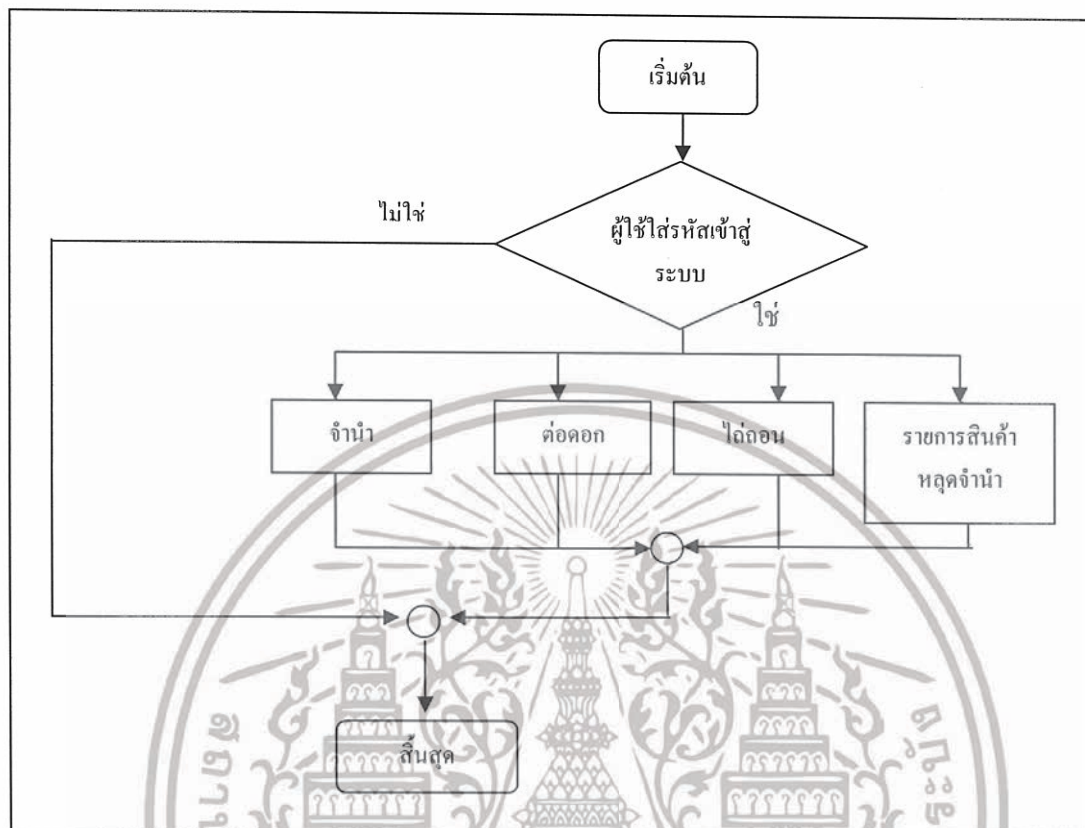 เริ่มต้น
ไม่ใช่
ผู้ใช้ใส่รหัสเข้าสู่
ระบบ
ใช่
จำนำ
ต่อดอก
ไถ่ถอน
รายการสินค้า
หลุดจำนำ
สิ้นสุด